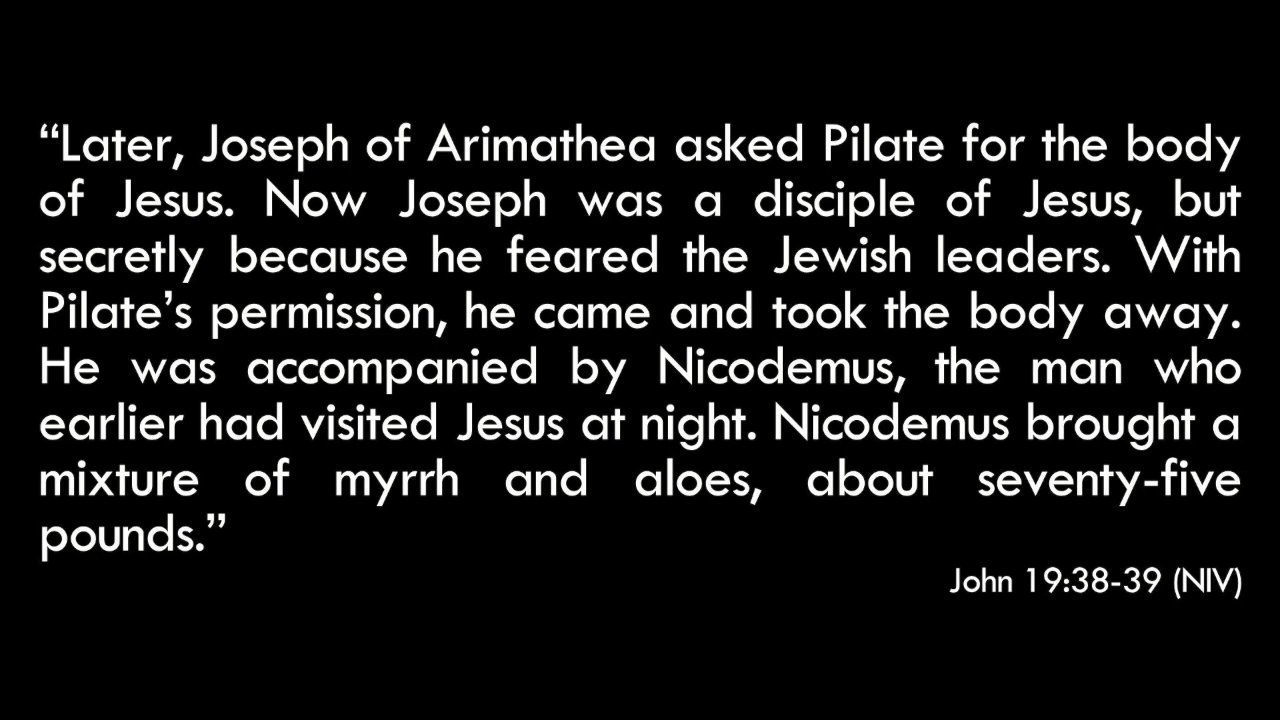 “Later, Joseph of Arimathea asked Pilate for the body
of Jesus. Now Joseph was a disciple of Jesus, but
secretly because he feared the Jewish leaders. With
Pilate’s permission, he came and took the body away.
He was accompanied by Nicodemus, the man who
earlier had visited Jesus at night. Nicodemus brought a
mixture of myrrh and aloes, about seventy-five
pounds.”
John 19:38-39 (NIV)